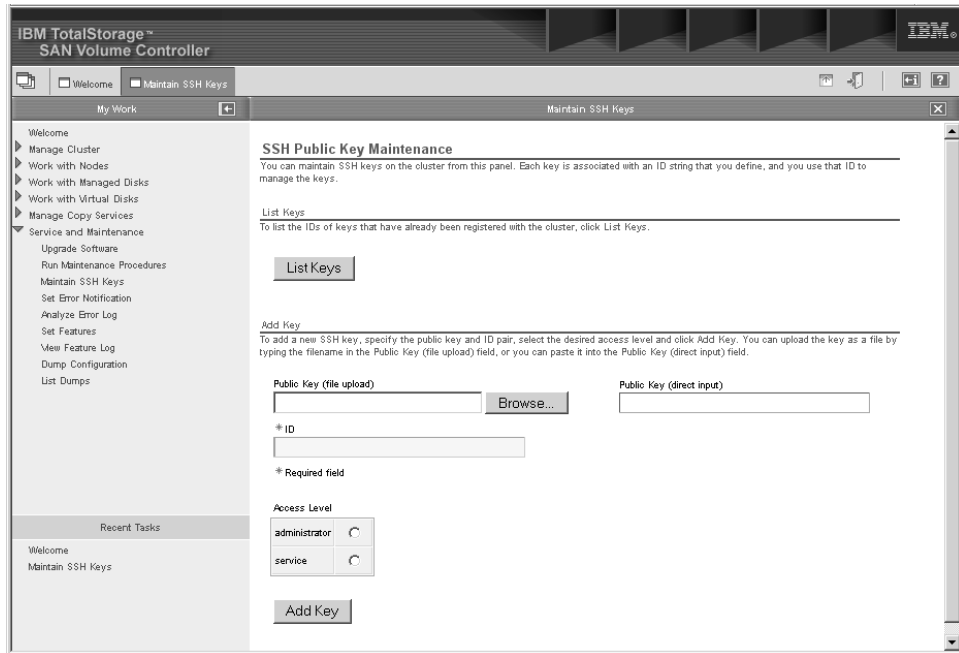 IBM TotalStorage™
SAN Volume Controller
IBM®
Welcome
Maintain SSH Keys
My Work
Maintain SSH Keys
Welcome
Manage Cluster
Work with Nodes
Work with Managed Disks
Work with Virtual Disks
Manage Copy Services
Service and Maintenance
Upgrade Software
Run Maintenance Procedures
Maintain SSH Keys
Set Error Notification
Analyze Error Log
Set Features
View Feature Log
Dump Configuration
List Dumps
Recent Tasks
Welcome
Maintain SSH Keys
SSH Public Key Maintenance
You can maintain SSH keys on the cluster from this panel. Each key is associated with an ID string that you define, and you use that ID to
manage the keys.
List Keys
To list the IDs of keys that have already been registered with the cluster, click List Keys.
List Keys
Add Key
To add a new SSH key, specify the public key and ID pair, select the desired access level and click Add Key. You can upload the key as a file by
typing the filename in the Public Key (file upload) field, or you can paste it into the Public Key (direct input) field.
Public Key (file upload)
Public Key (direct input)
Browse...
* ID
* Required field
Access Level
administrator
service
Add Key